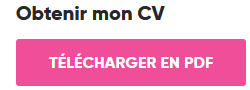 Obtenir mon CV
TÉLÉCHARGER EN PDF